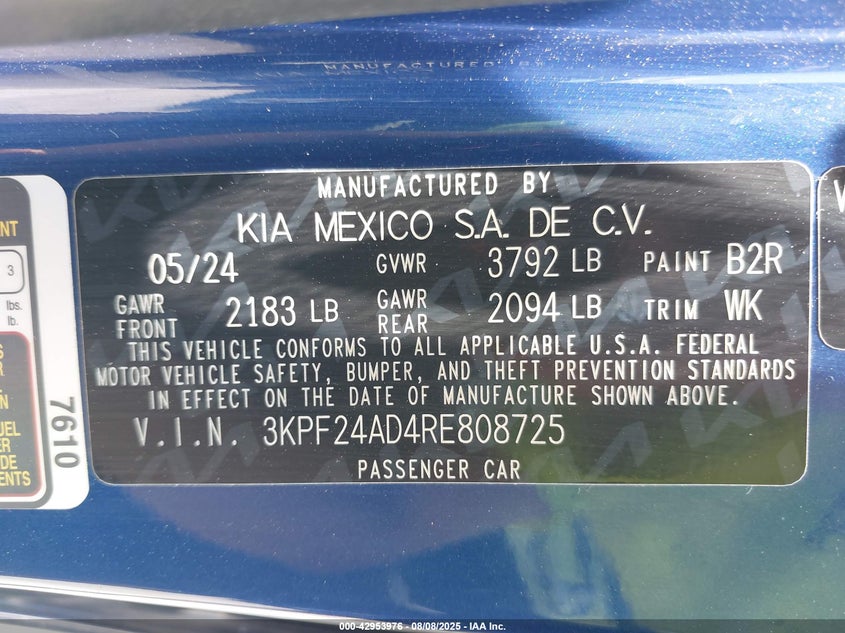 MANUFACTURED BY
KIA MEXICO S.A. DE C.V.
05/24 GVWR 3792 LB PAINT B2R
GAWR FRONT 2183 LB GAWR REAR 2094 LB TRIM WK
THIS VEHICLE CONFORMS TO ALL APPLICABLE U.S.A. FEDERAL
MOTOR VEHICLE SAFETY, BUMPER, AND THEFT PREVENTION STANDARDS
IN EFFECT ON THE DATE OF MANUFACTURE SHOWN ABOVE.
V.I.N. 3KPF24AD4RE808725
PASSENGER CAR
3
lbs.
lb.
7610
000-42953976 - 08/08/2025 - IAA Inc.